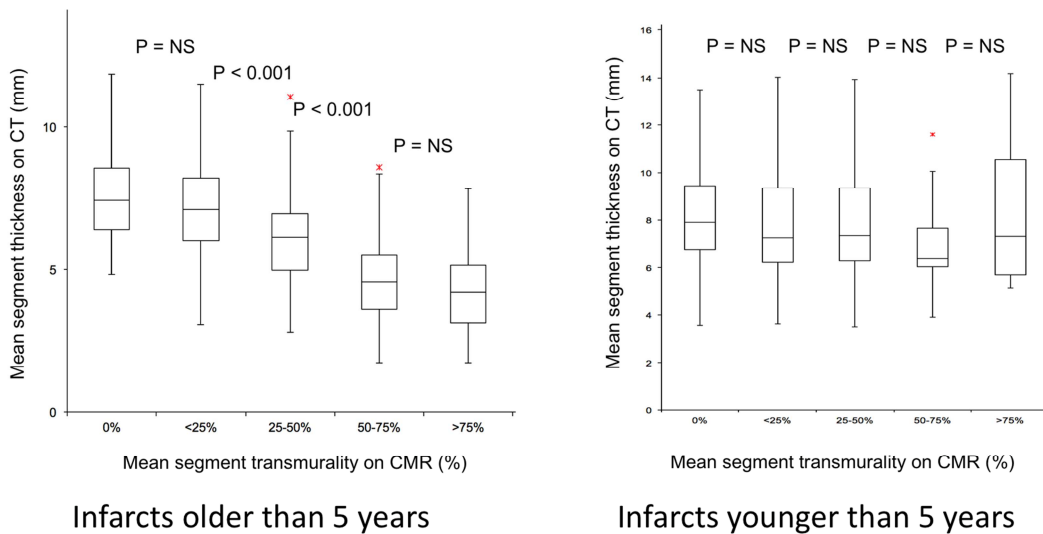 P = NS
P < 0.001
P < 0.001
P = NS
10
5
0
Mean segment thickness on CT (mm)
0% <25% 25-50% 50-75% >75%
Mean segment transmurality on CMR (%)
Infarcts older than 5 years
P = NS P = NS P = NS P = NS
16
14
12
10
8
6
4
2
0
Mean segment thickness on CT (mm)
0% <25% 25-50% 50-75% >75%
Mean segment transmurality on CMR (%)
Infarcts younger than 5 years